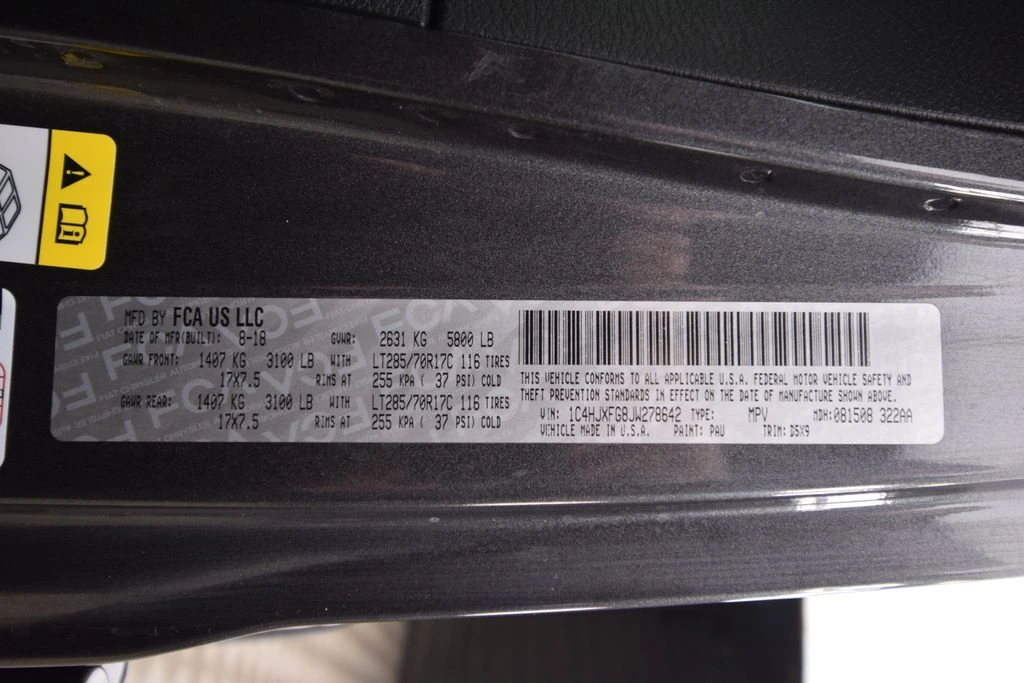 MFD BY FCA US LLC
DATE OF MFR(BUILT): 8-18 GVWR: 2631 KG 5800 LB
GAWR FRONT: 1407 KG 3100 LB WITH LT285/70R17C 116 TIRES
17X7.5 RIMS AT 255 KPA ( 37 PSI) COLD
GAWR REAR: 1407 KG 3100 LB WITH LT285/70R17C 116 TIRES
17X7.5 RIMS AT 255 KPA ( 37 PSI) COLD
THIS VEHICLE CONFORMS TO ALL APPLICABLE U.S.A. FEDERAL MOTOR VEHICLE SAFETY AND
THEFT PREVENTION STANDARDS IN EFFECT ON THE DATE OF MANUFACTURE SHOWN ABOVE.
VIN: 1C4HJXFG8JW278642 TYPE: MPV MDH: 081508 322AA
VEHICLE MADE IN U.S.A. PAINT: PAU TRIM: D5X9